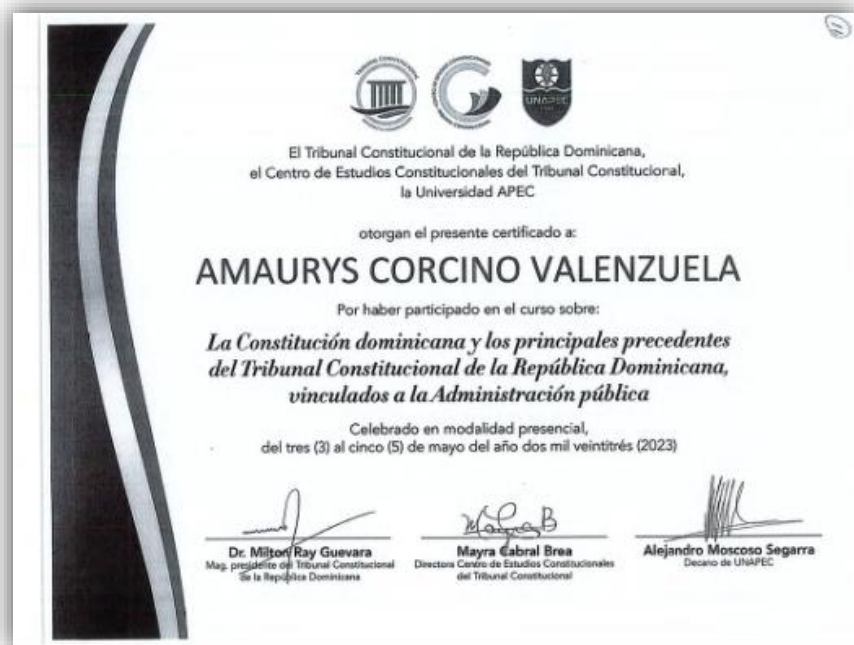 TRIBUNAL CONSTITUCIONAL
UNAPEC
El Tribunal Constitucional de la República Dominicana,
el Centro de Estudios Constitucionales del Tribunal Constitucional,
la Universidad APEC
otorgan el presente certificado a:
AMAURYS CORCINO VALENZUELA
Por haber participado en el curso sobre:
La Constitución dominicana y los principales precedentes
del Tribunal Constitucional de la República Dominicana,
vinculados a la Administración pública
Celebrado en modalidad presencial,
del tres (3) al cinco (5) de mayo del año dos mil veintitrés (2023)
Dr. Milton Ray Guevara
Mag. presidente del Tribunal Constitucional
de la República Dominicana
Mayra B
Mayra Cabral Brea
Directora Centro de Estudios Constitucionales
del Tribunal Constitucional
Alejandro Moscoso Segarra
Decano de UNAPEC